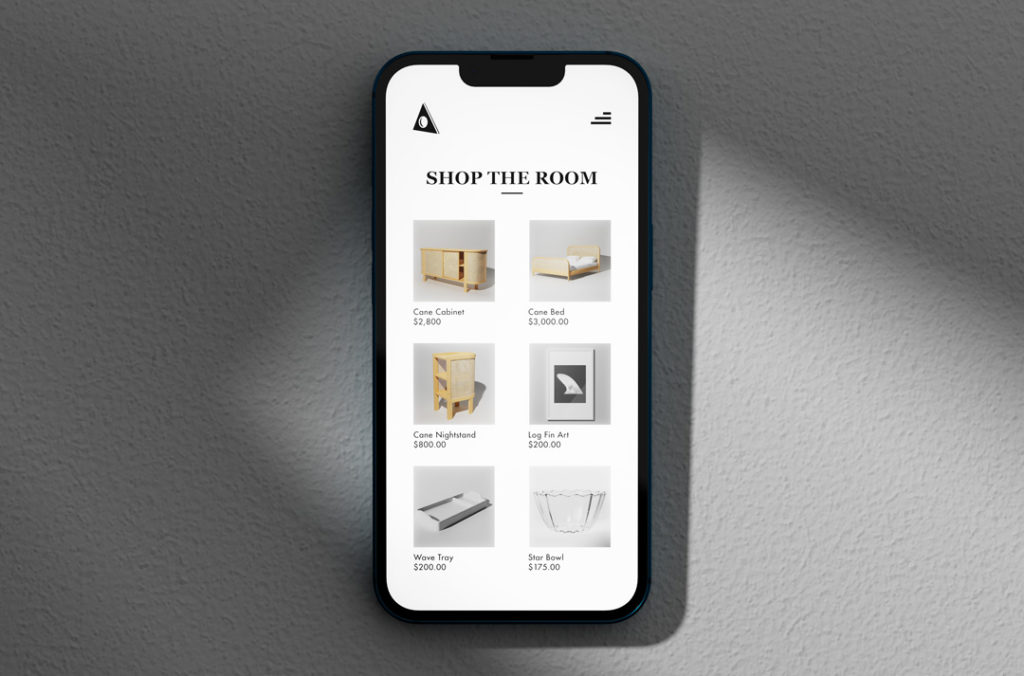 SHOP THE ROOM
Cane Cabinet
$2,800
Cane Bed
$3,000.00
Cane Nightstand
$800.00
Log Fin Art
$200.00
Wave Tray
$200.00
Star Bowl
$175.00